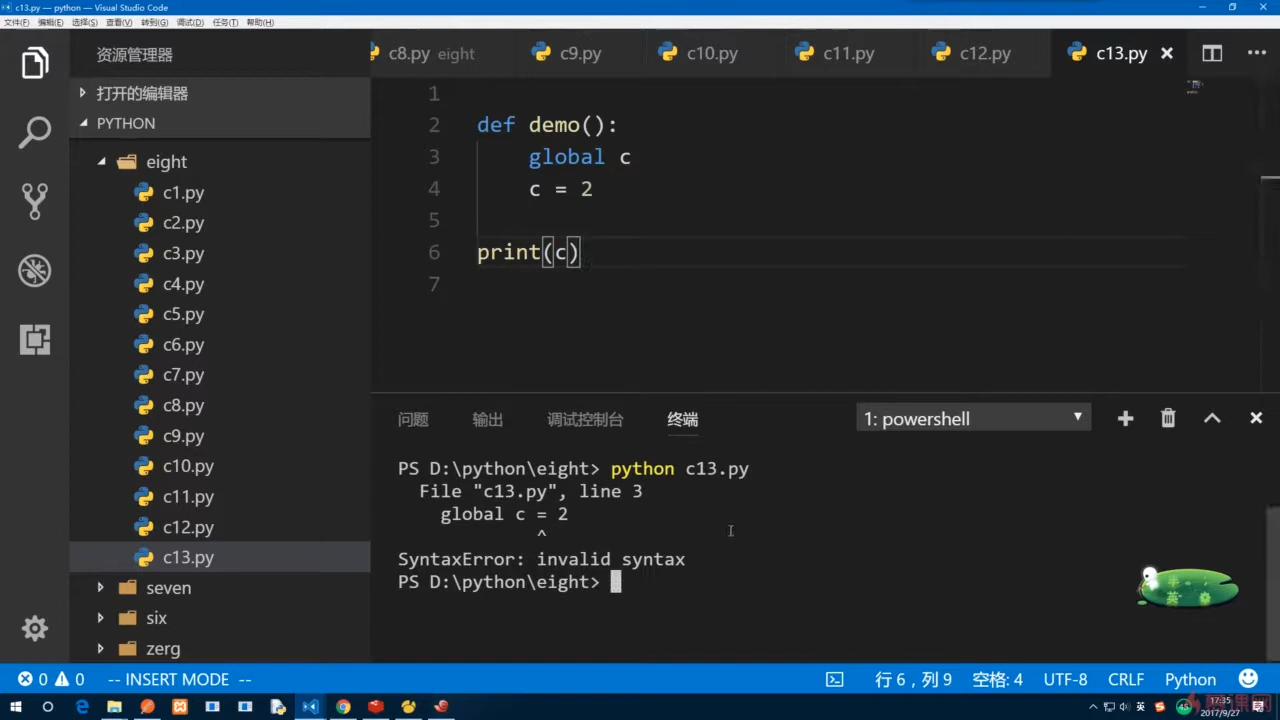 c13.py — python — Visual Studio Code
文件(F) 编辑(E) 选择(S) 查看(V) 转到(G) 调试(D) 任务(T) 帮助(H)
资源管理器
c8.py eight
c9.py
c10.py
c11.py
c12.py
c13.py
打开的编辑器
PYTHON
eight
c1.py
c2.py
c3.py
c4.py
c5.py
c6.py
c7.py
c8.py
c9.py
c10.py
c11.py
c12.py
c13.py
seven
six
zerg
1
2 def demo():
3 global c
4 c = 2
5
6 print(c)
7
问题 输出 调试控制台 终端
1: powershell
PS D:\python\eight> python c13.py
File "c13.py", line 3
global c = 2
^
SyntaxError: invalid syntax
PS D:\python\eight>
0 0 -- INSERT MODE --
行 6，列 9 空格: 4 UTF-8 CRLF Python
英
17:35
2017/9/27